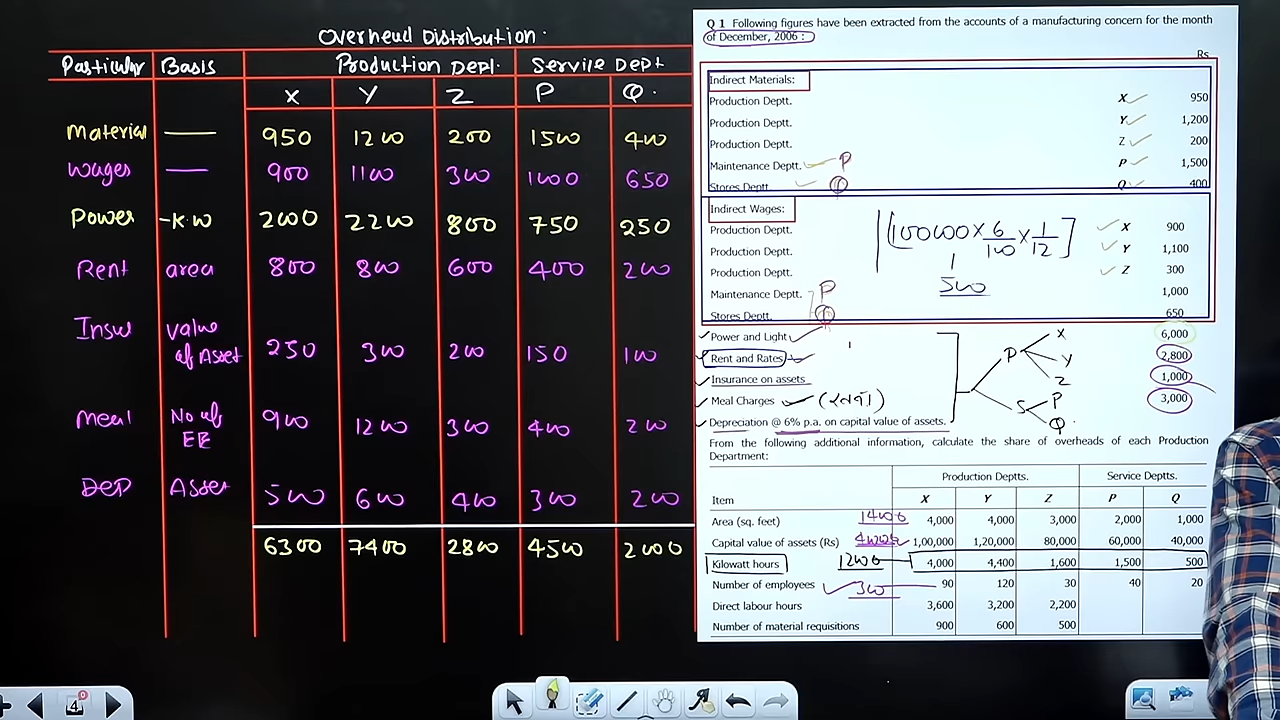 Overhead Distribution.
Particular Basis Production Dept. Service Dept
X Y Z P Q.
Material — 950 1200 200 1500 400
Wages — 900 1100 300 1000 650
Power -K.W 2000 2200 800 750 250
Rent area 800 800 600 400 200
Insu value of Asset 250 300 200 150 100
Meal No of EE 900 1200 300 400 200
Dep Asset 500 600 400 300 200
6300 7400 2800 4500 2000
Q 1 Following figures have been extracted from the accounts of a manufacturing concern for the month
of December, 2006 :
Rs
Indirect Materials:
Production Deptt. X 950
Production Deptt. Y 1,200
Production Deptt. Z 200
Maintenance Deptt. P P 1,500
Stores Deptt. Q Q 400
Indirect Wages:
Production Deptt. X 900
Production Deptt. Y 1,100
Production Deptt. Z 300
Maintenance Deptt. P 1,000
Stores Deptt. Q 650
[100000 × 6/100 × 1/12]
500
Power and Light 6,000
Rent and Rates 2,800
Insurance on assets 1,000
Meal Charges 3,000
Depreciation @ 6% p.a. on capital value of assets.
P X Y Z
S P Q.
From the following additional information, calculate the share of overheads of each Production
Department:
Production Deptts. Service Deptts.
Item X Y Z P Q
Area (sq. feet) 14000 4,000 4,000 3,000 2,000 1,000
Capital value of assets (Rs) 1,00,000 1,20,000 80,000 60,000 40,000
Kilowatt hours 12000 4,000 4,400 1,600 1,500 500
Number of employees 300 90 120 30 40 20
Direct labour hours 3,600 3,200 2,200
Number of material requisitions 900 600 500
4